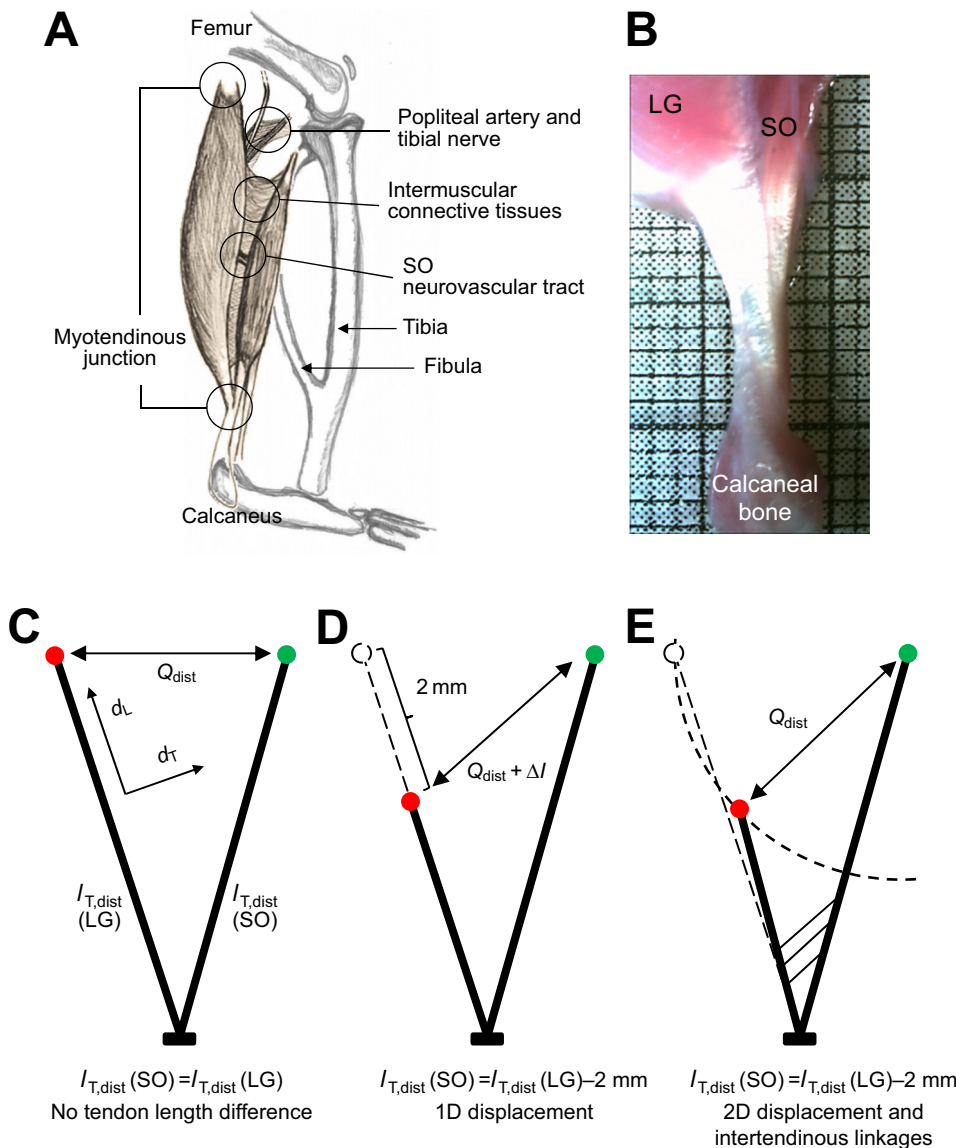 A
Femur
Popliteal artery and
tibial nerve
Intermuscular
connective tissues
SO
neurovascular tract
Tibia
Fibula
Myotendinous
junction
Calcaneus
B
LG
SO
Calcaneal
bone
C
Qdist
dL
dT
lT,dist
(LG)
lT,dist
(SO)
lT,dist (SO)=lT,dist (LG)
No tendon length difference
D
2 mm
Qdist + Δl
lT,dist (SO)=lT,dist (LG)–2 mm
1D displacement
E
Qdist
lT,dist (SO)=lT,dist (LG)–2 mm
2D displacement and
intertendinous linkages